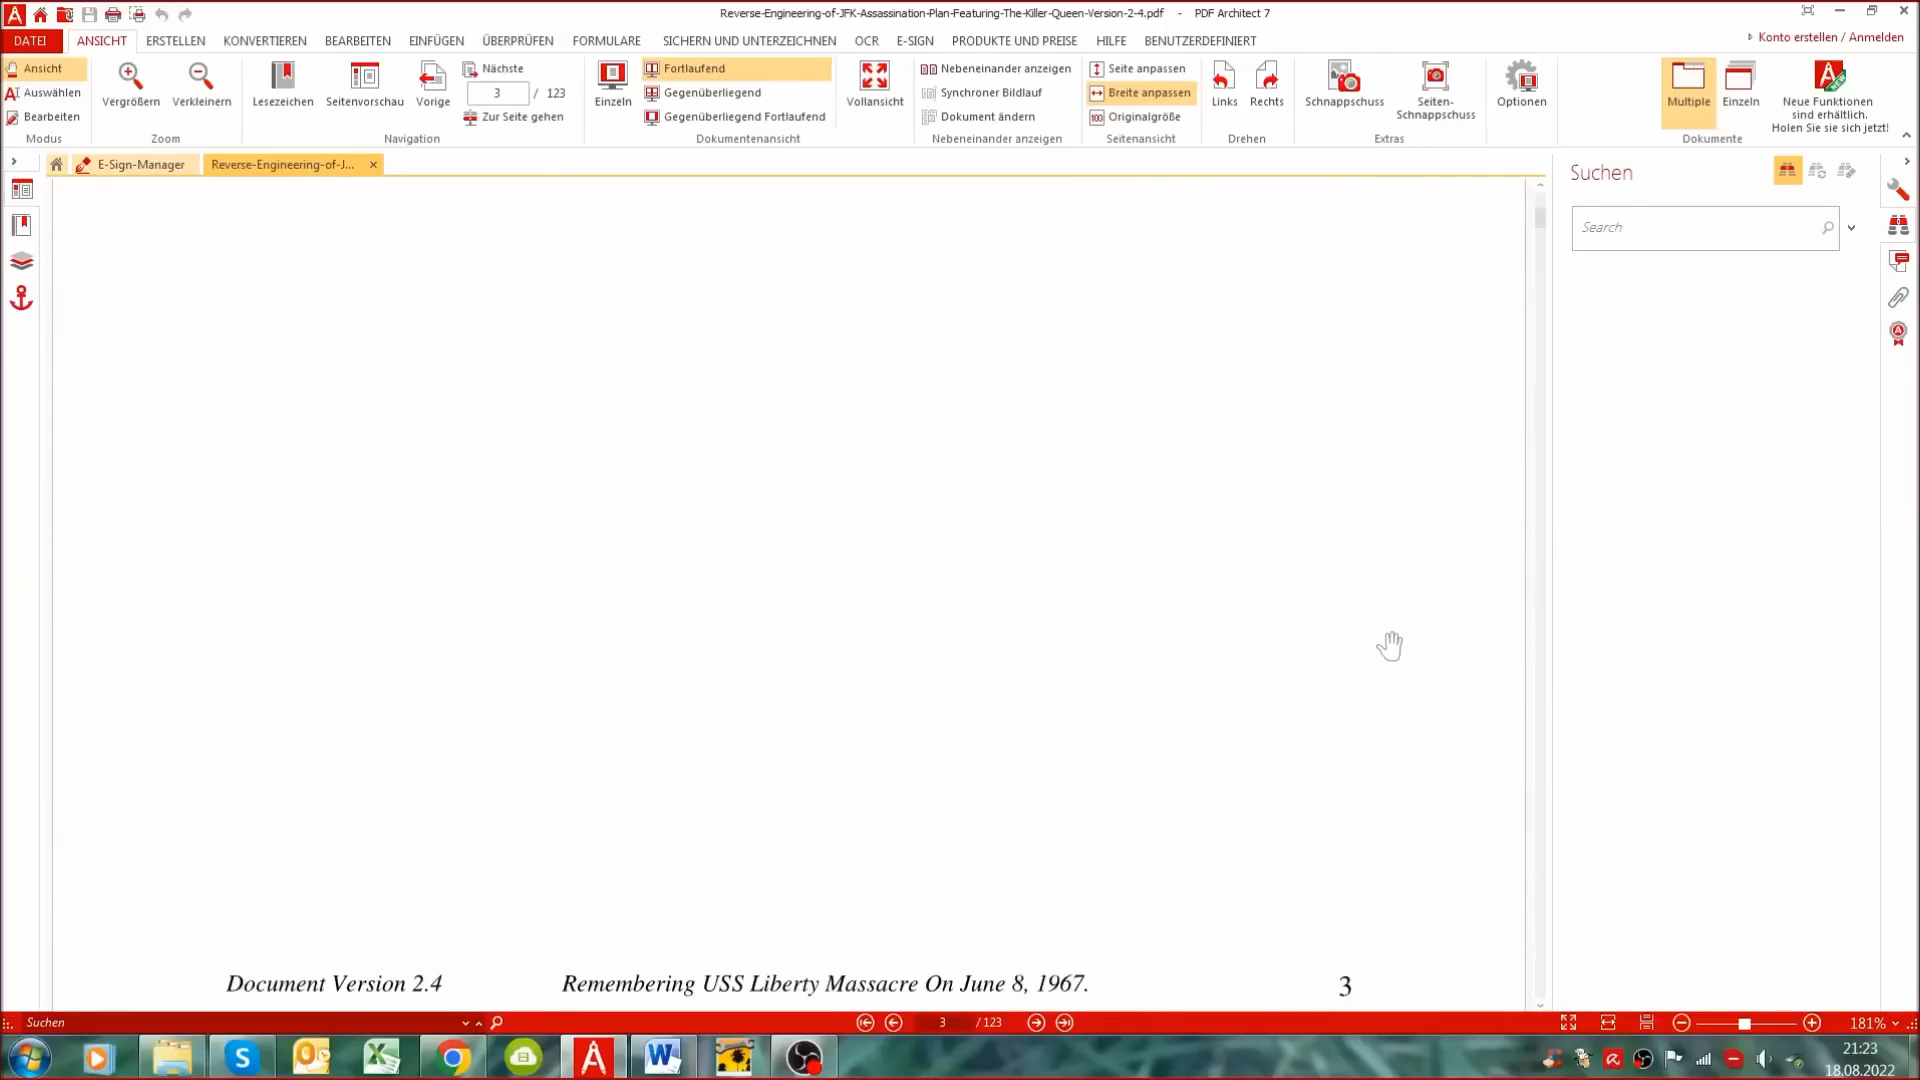 Reverse-Engineering-of-JFK-Assassination-Plan-Featuring-The-Killer-Queen-Version-2-4.pdf - PDF Architect 7
DATEI ANSICHT ERSTELLEN KONVERTIEREN BEARBEITEN EINFÜGEN ÜBERPRÜFEN FORMULARE SICHERN UND UNTERZEICHNEN OCR E-SIGN PRODUKTE UND PREISE HILFE BENUTZERDEFINIERT Konto erstellen / Anmelden
Ansicht
Auswählen
Bearbeiten
Modus
Vergrößern Verkleinern
Zoom
Lesezeichen Seitenvorschau Vorige
Nächste
3 / 123
Zur Seite gehen
Navigation
Einzeln
Fortlaufend
Gegenüberliegend
Gegenüberliegend Fortlaufend
Vollansicht
Dokumentenansicht
Nebeneinander anzeigen
Synchroner Bildlauf
Dokument ändern
Nebeneinander anzeigen
Seite anpassen
Breite anpassen
100 Originalgröße
Seitenansicht
Links Rechts
Drehen
Schnappschuss
Seiten-
Schnappschuss
Extras
Optionen
Multiple Einzeln
Dokumente
Neue Funktionen
sind erhältlich.
Holen Sie sie sich jetzt!
E-Sign-Manager
Reverse-Engineering-of-J...
Suchen
Search
Document Version 2.4 Remembering USS Liberty Massacre On June 8, 1967. 3
Suchen
3 / 123
181%
21:23
18.08.2022